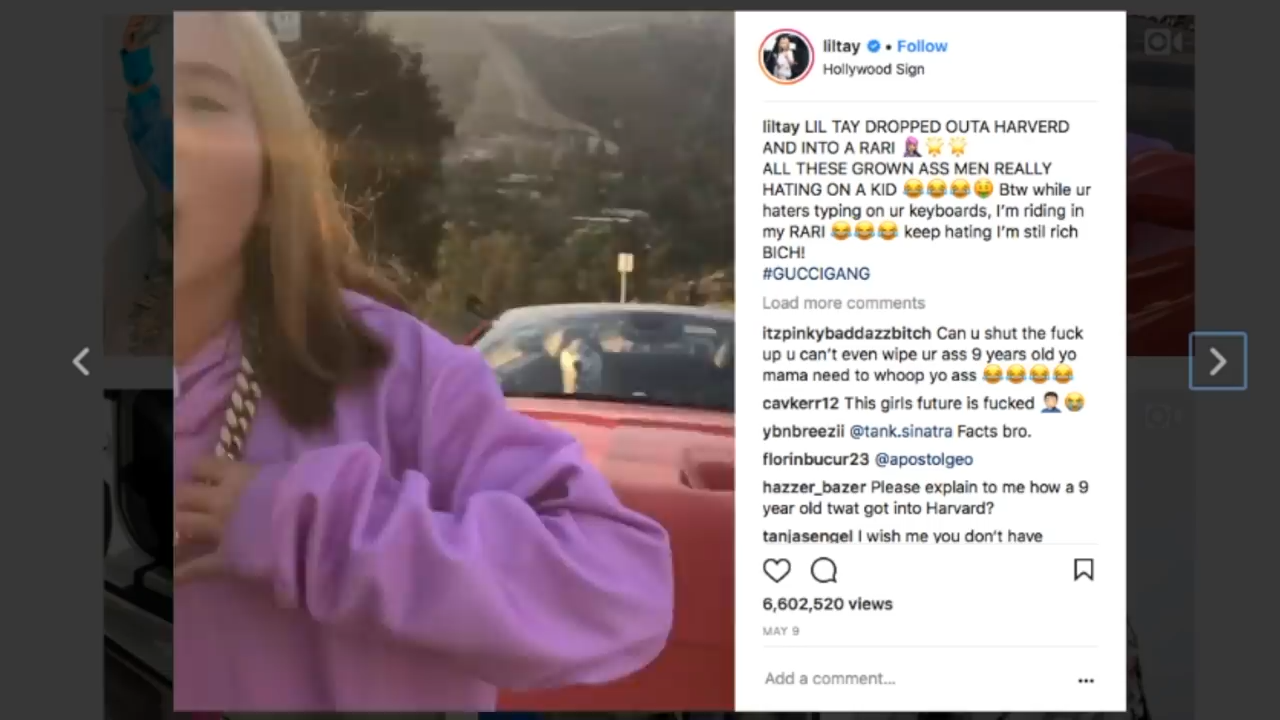 liltay • Follow
Hollywood Sign
liltay LIL TAY DROPPED OUTA HARVERD
AND INTO A RARI 🧕🌟🌟
ALL THESE GROWN ASS MEN REALLY
HATING ON A KID 😂😂😂🤑 Btw while ur
haters typing on ur keyboards, I'm riding in
my RARI 😂😂😂 keep hating I'm stil rich
BICH!
#GUCCIGANG
Load more comments
itzpinkybaddazzbitch Can u shut the fuck
up u can't even wipe ur ass 9 years old yo
mama need to whoop yo ass 😂😂😂😂
cavkerr12 This girls future is fucked 🤦🏻‍♂️😭
ybnbreezii @tank.sinatra Facts bro.
florinbucur23 @apostolgeo
hazzer_bazer Please explain to me how a 9
year old twat got into Harvard?
tanjasengel I wish me you don't have
6,602,520 views
MAY 9
Add a comment...